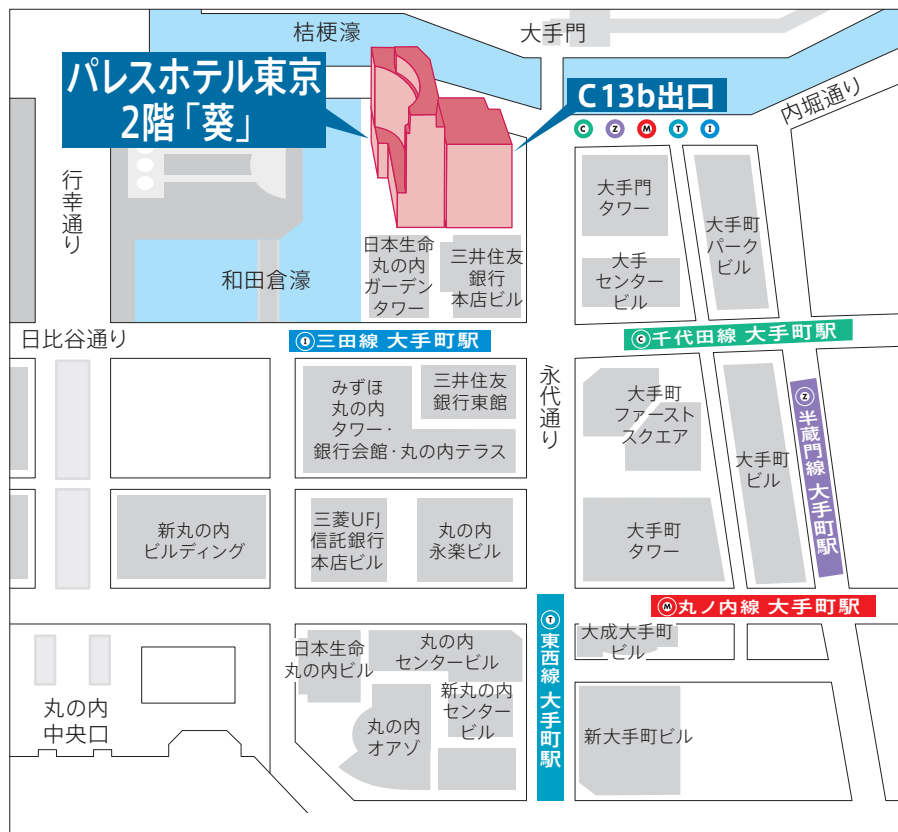 桔梗濠
大手門
パレスホテル東京
2階「葵」
C13b出口
内堀通り
C
Z
M
T
I
行幸通り
大手門
タワー
大手町
パーク
ビル
日本生命
丸の内
ガーデン
タワー
三井住友
銀行
本店ビル
大手
センター
ビル
和田倉濠
日比谷通り
I三田線 大手町駅
C千代田線 大手町駅
永代通り
みずほ
丸の内
タワー・
銀行会館・丸の内テラス
三井住友
銀行東館
大手町
ファースト
スクエア
大手町
ビル
Z半蔵門線 大手町駅
新丸の内
ビルディング
三菱UFJ
信託銀行
本店ビル
丸の内
永楽ビル
大手町
タワー
M丸ノ内線 大手町駅
T東西線 大手町駅
日本生命
丸の内ビル
丸の内
センタービル
大成大手町
ビル
丸の内
中央口
丸の内
オアゾ
新丸の内
センター
ビル
新大手町ビル